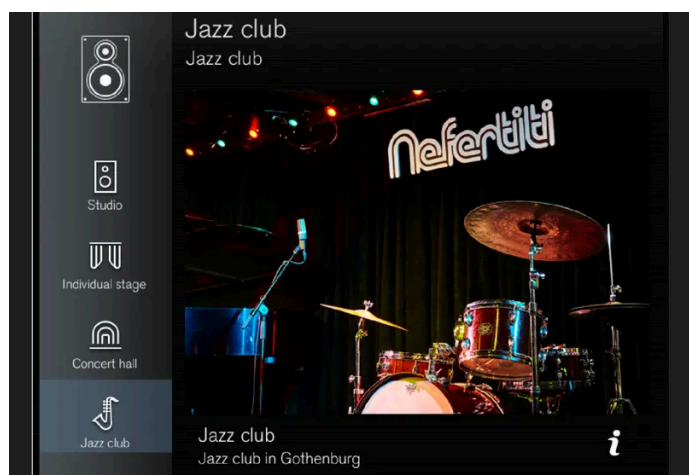 Jazz club
Jazz club
Nefertiti
Studio
Individual stage
Concert hall
Jazz club
Jazz club
Jazz club in Gothenburg
i